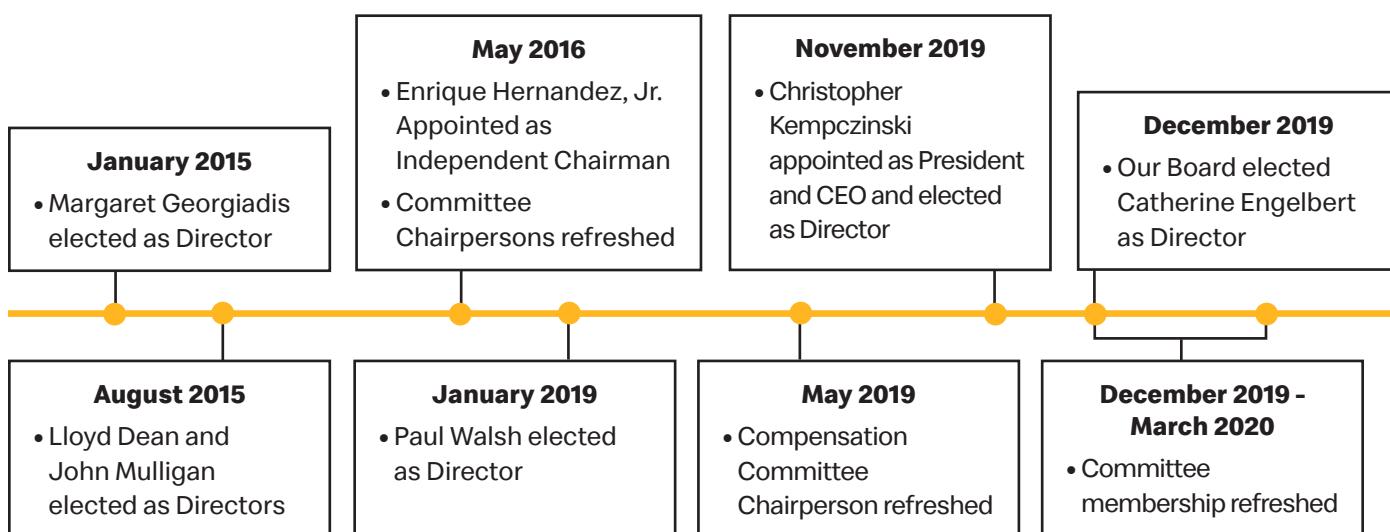 January 2015
• Margaret Georgiadis
elected as Director
August 2015
• Lloyd Dean and
John Mulligan
elected as Directors
May 2016
• Enrique Hernandez, Jr.
Appointed as
Independent Chairman
• Committee
Chairpersons refreshed
January 2019
• Paul Walsh elected
as Director
May 2019
• Compensation
Committee
Chairperson refreshed
November 2019
• Christopher
Kempczinski
appointed as President
and CEO and elected
as Director
December 2019
• Our Board elected
Catherine Engelbert
as Director
December 2019 –
March 2020
• Committee
membership refreshed